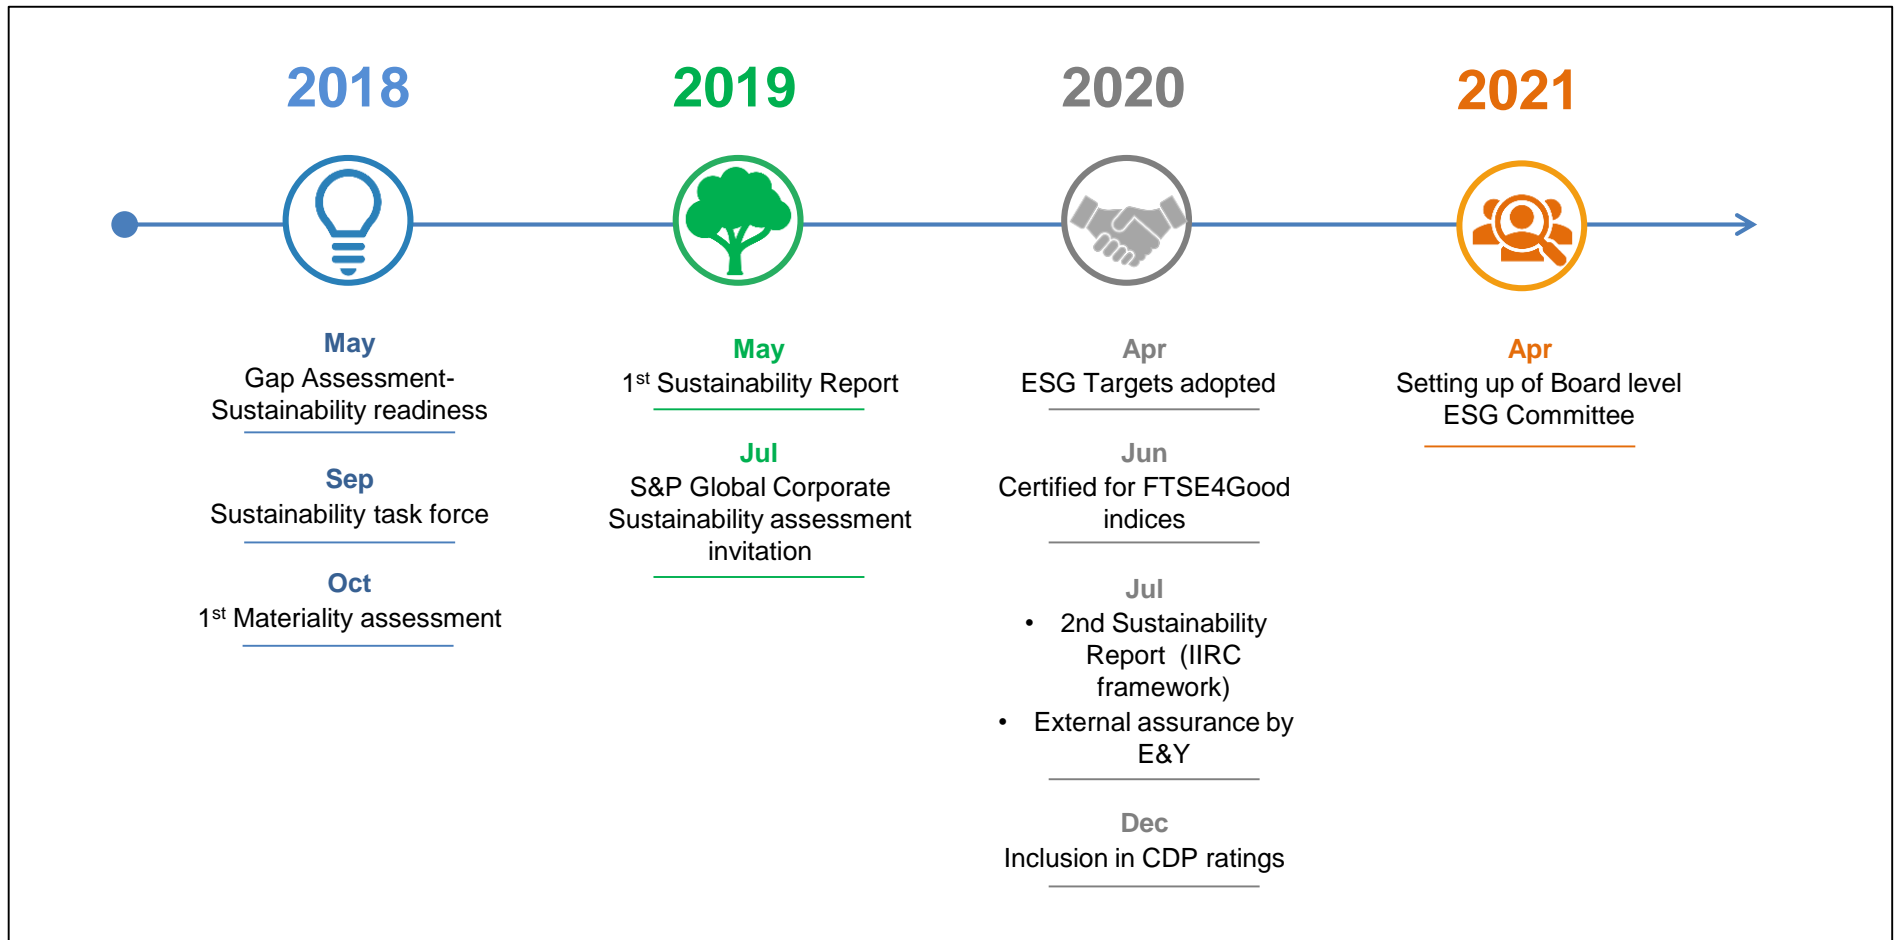 2018
2019
2020
2021
May
Gap Assessment-
Sustainability readiness
Sep
Sustainability task force
Oct
1st Materiality assessment
May
1st Sustainability Report
Jul
S&P Global Corporate
Sustainability assessment
invitation
Apr
ESG Targets adopted
Jun
Certified for FTSE4Good
indices
Jul
• 2nd Sustainability
Report (IIRC
framework)
• External assurance by
E&Y
Dec
Inclusion in CDP ratings
Apr
Setting up of Board level
ESG Committee